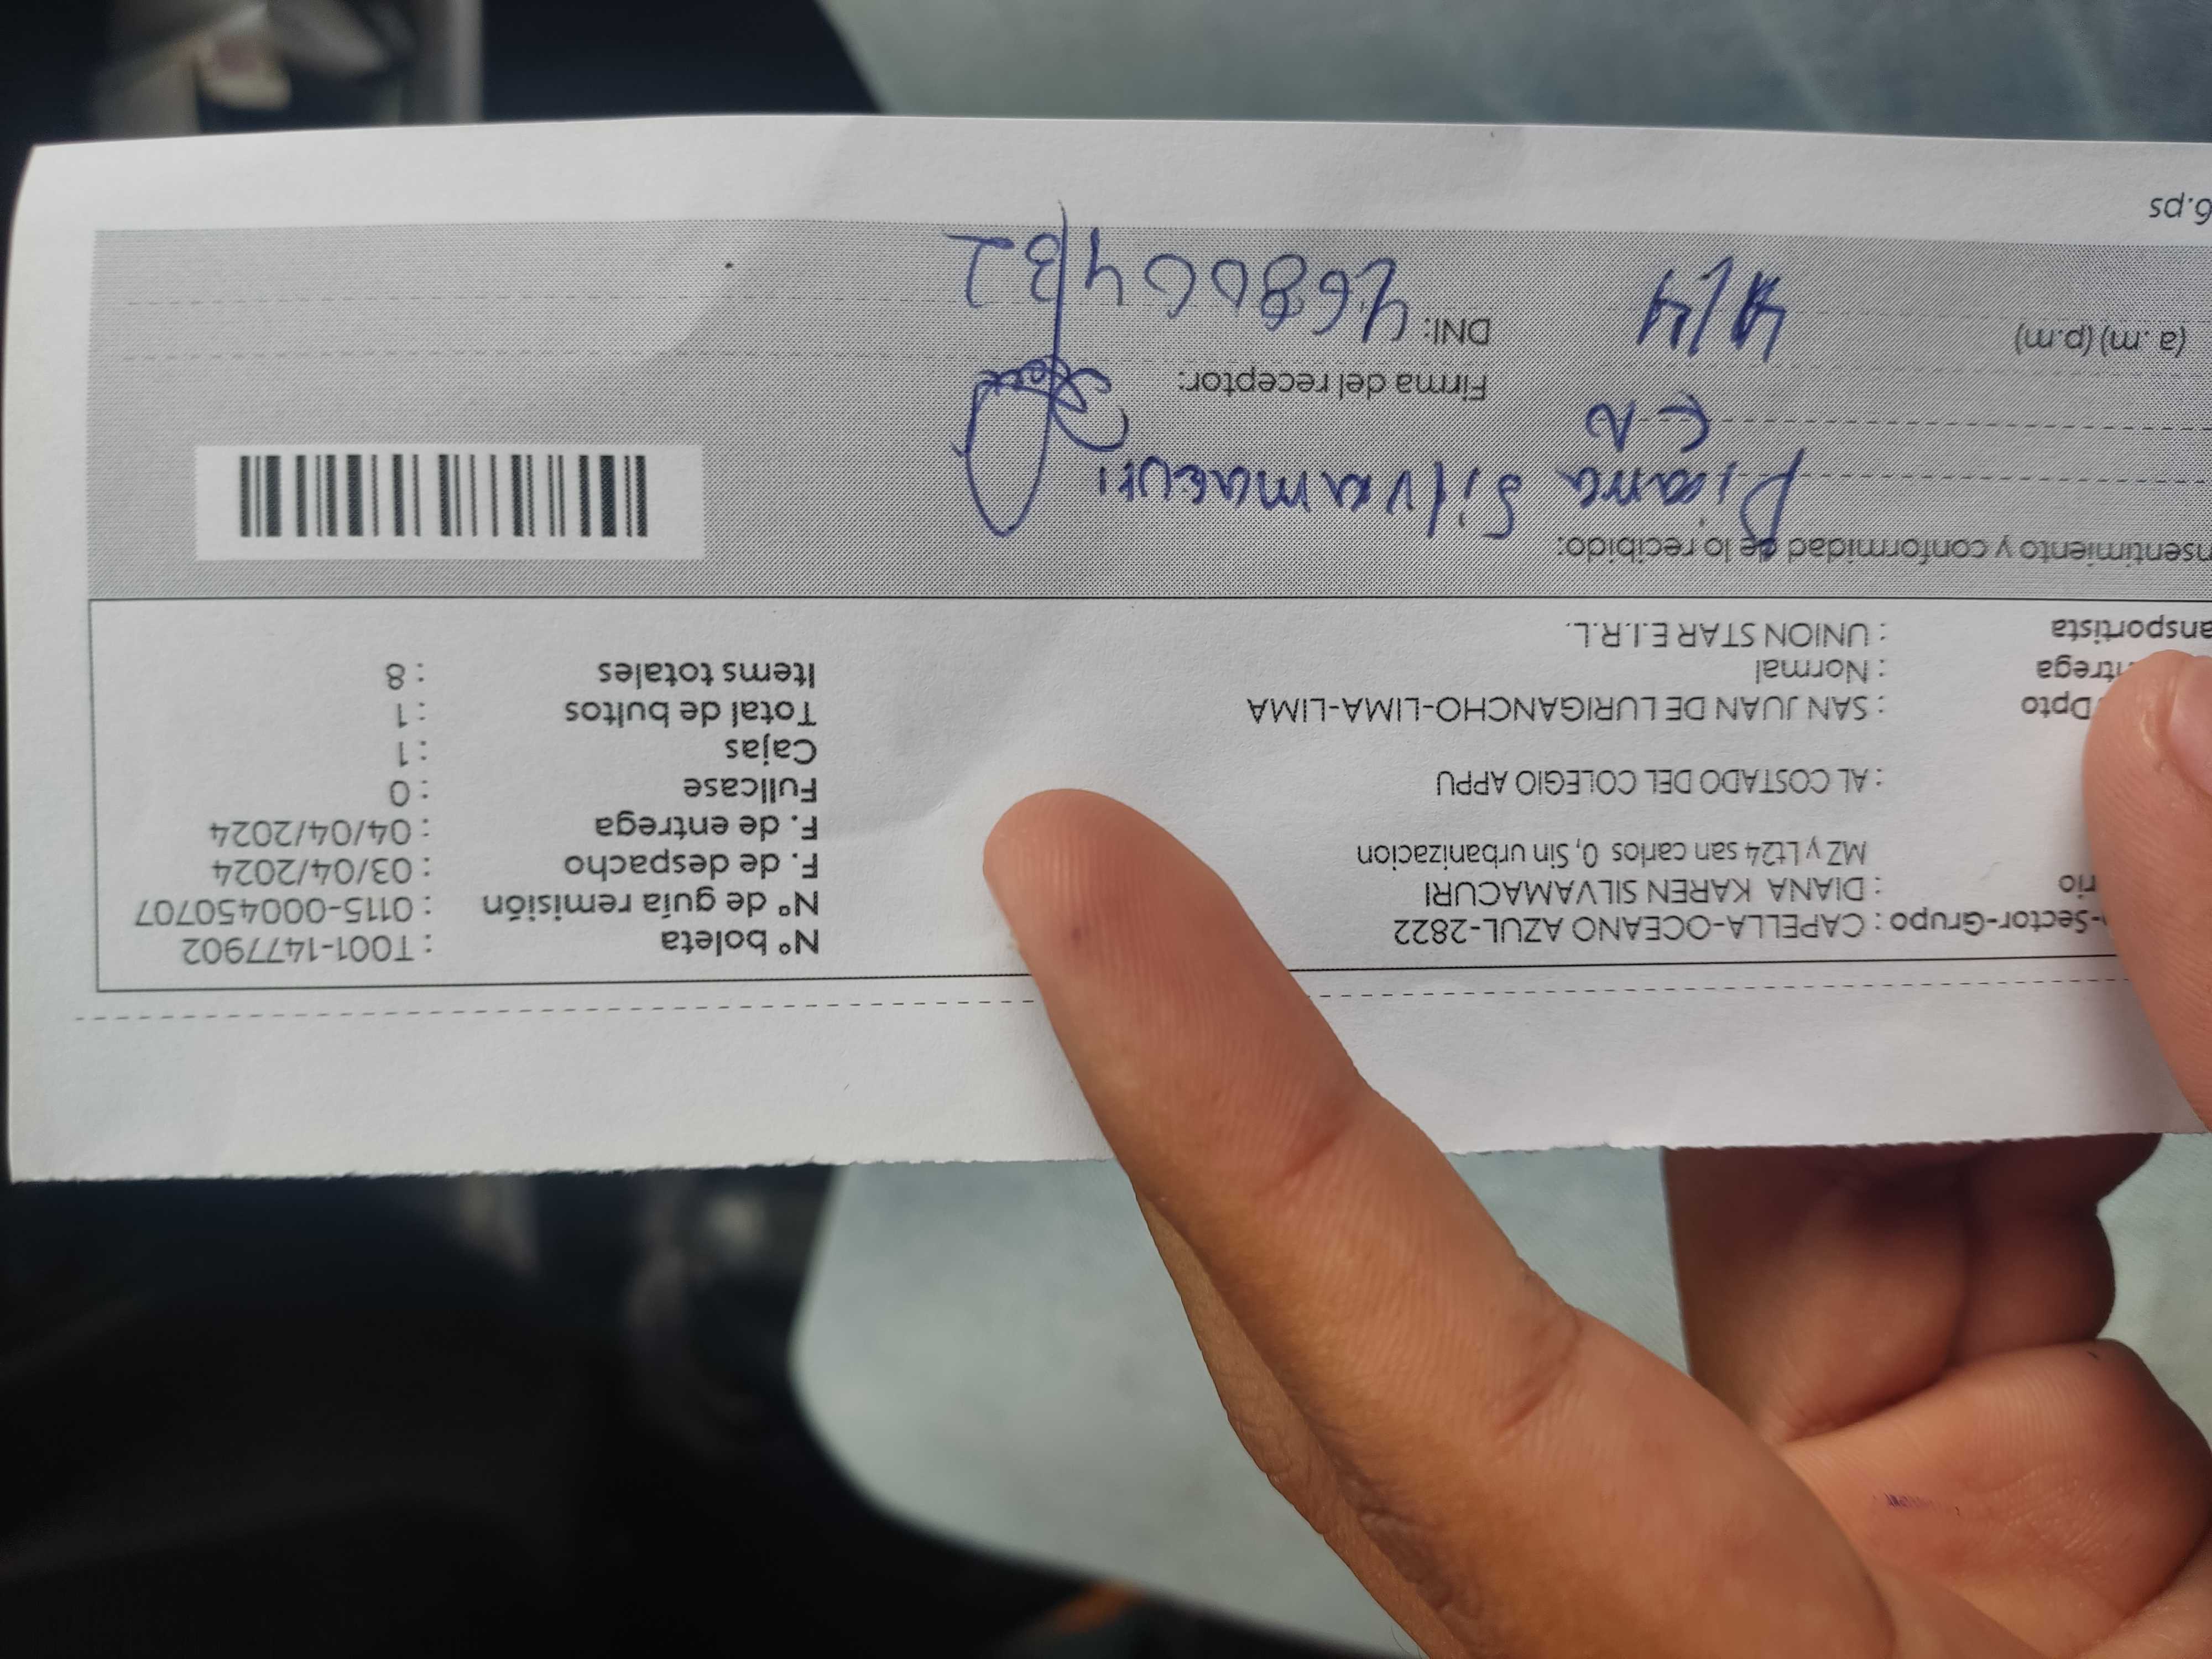 -Sector-Grupo : CAPELLA-OCEANO AZUL-2822
rio : DIANA KAREN SILVAMACURI
MZ y Lt24 san carlos 0, Sin urbanizacion
: AL COSTADO DEL COLEGIO APPU
Dpto : SAN JUAN DE LURIGANCHO-LIMA-LIMA
ntrega : Normal
ansportista : UNION STAR E.I.R.L.
N° boleta : T001-1477902
N° de guía remisión : 0115-000450707
F. de despacho : 03/04/2024
F. de entrega : 04/04/2024
Fullcase : 0
Cajas : 1
Total de bultos : 1
Items totales : 8
nsentimiento y conformidad de lo recibido:
Diana Silvamacuri
Firma del receptor:
(a .m) (p.m) 4/4 DNI: 46800432
6.ps